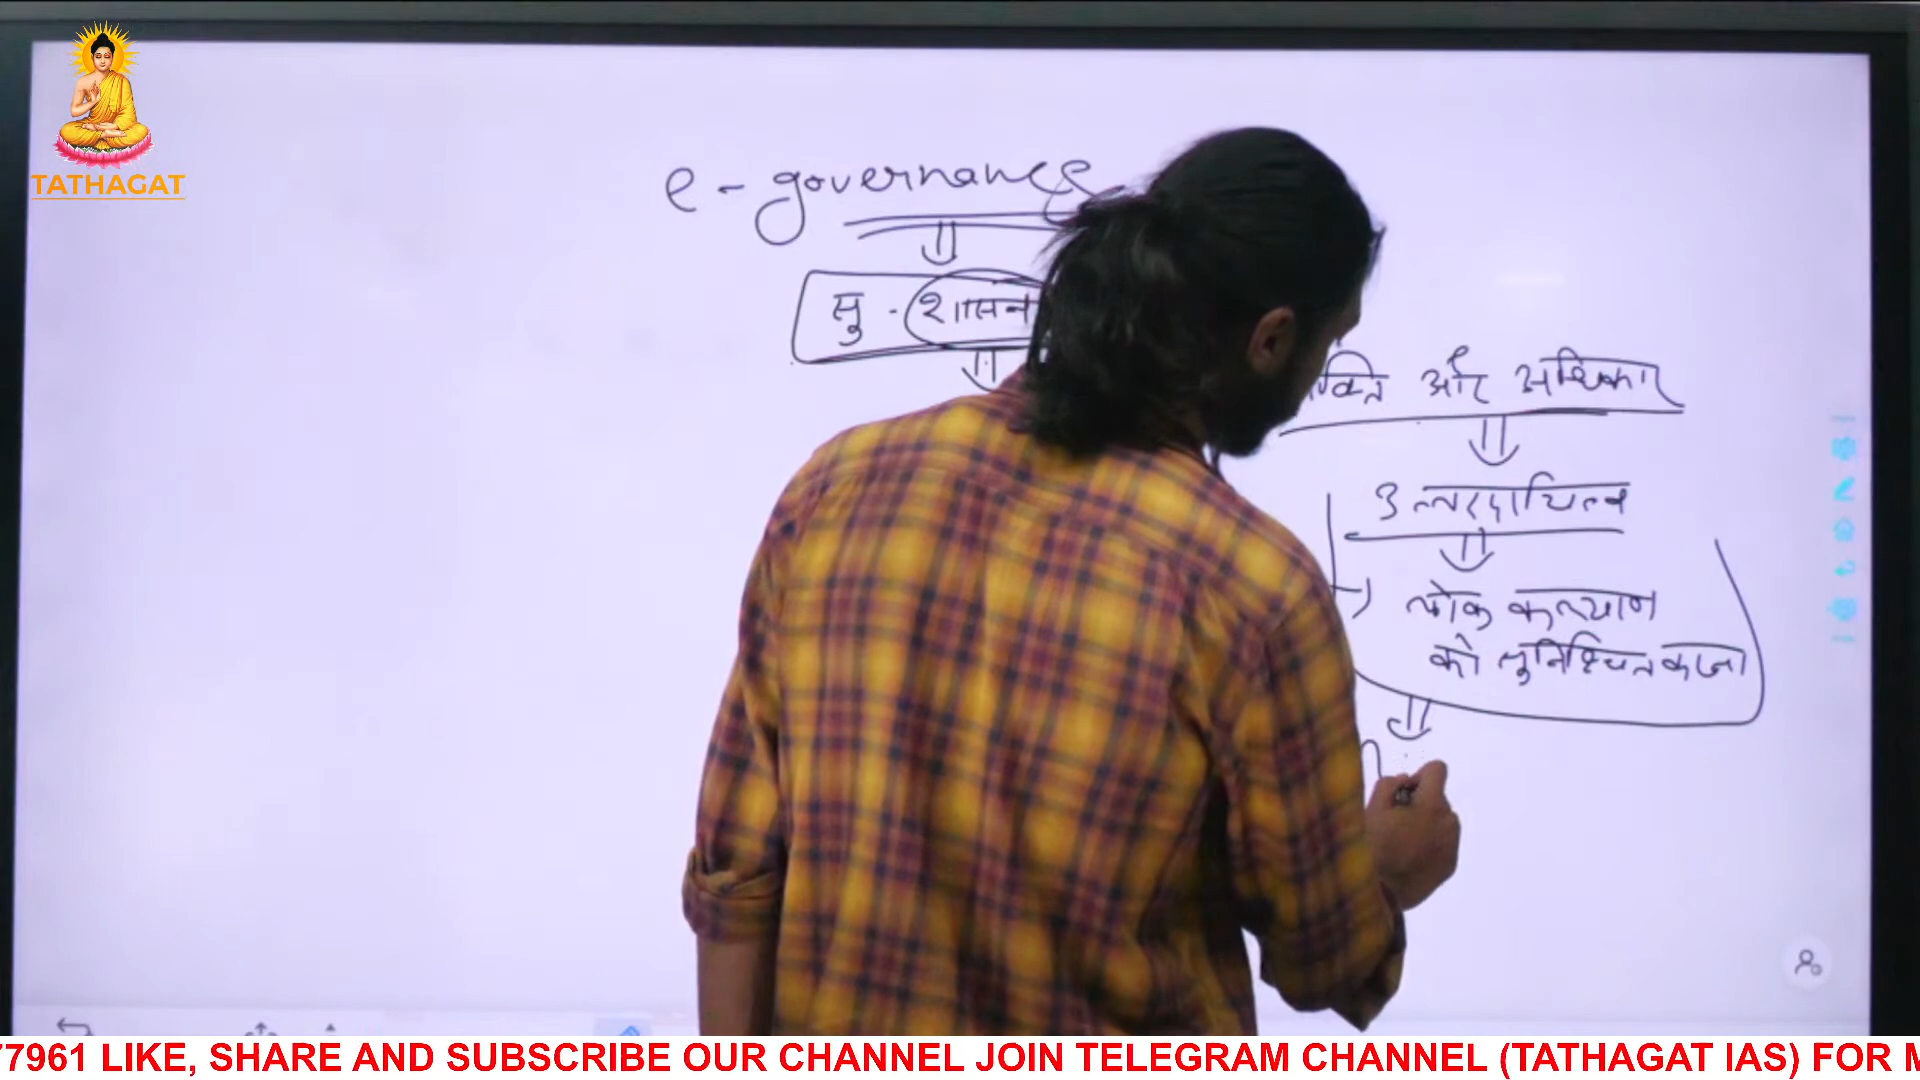 TATHAGAT
e-governance
सु-शासन
और अधिकार
उत्तरदायित्व
लोक कल्याण
को सुनिश्चित करना
77961 LIKE, SHARE AND SUBSCRIBE OUR CHANNEL JOIN TELEGRAM CHANNEL (TATHAGAT IAS) FOR M